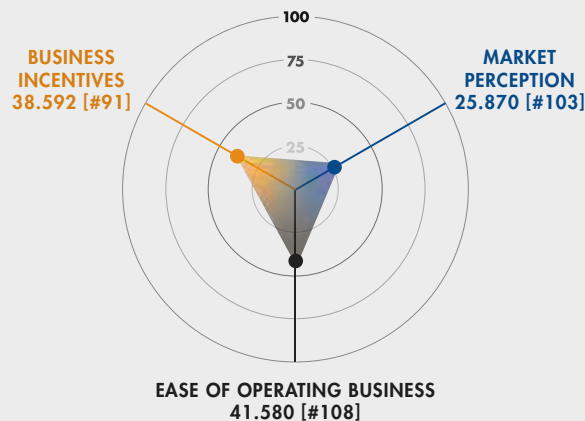 100
75
50
25
BUSINESS
INCENTIVES
38.592 [#91]
MARKET
PERCEPTION
25.870 [#103]
EASE OF OPERATING BUSINESS
41.580 [#108]